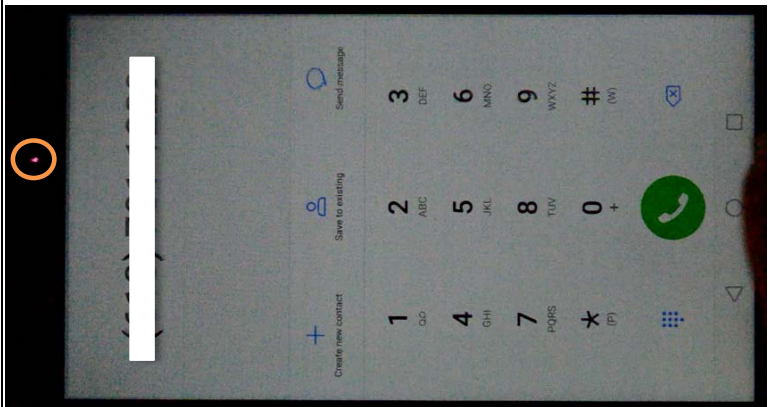 Create new contact Save to existing Send message
1 2 3
ABC DEF
4 5 6
GHI JKL MNO
7 8 9
PQRS TUV WXYZ
* 0 #
(P) + (W)